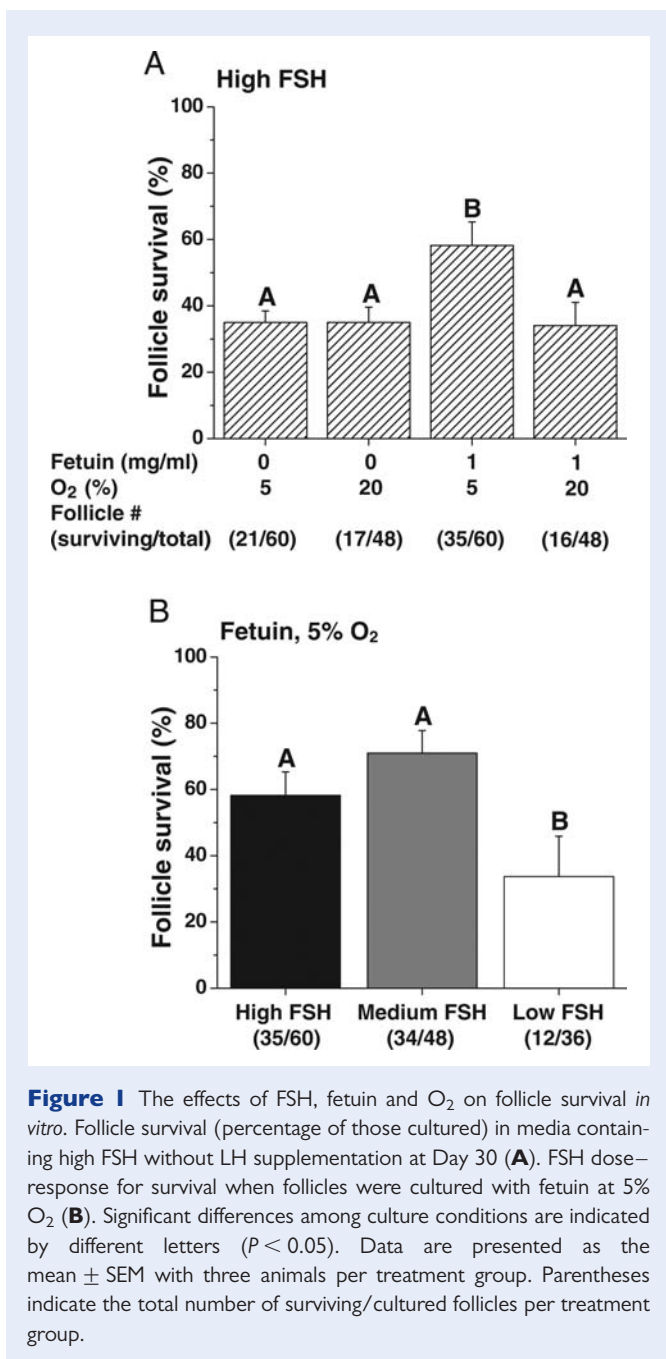 A
High FSH
100
80
60
40
20
0
Follicle survival (%)
A
A
B
A
Fetuin (mg/ml) 0 0 1 1
O₂ (%) 5 20 5 20
Follicle #
(surviving/total) (21/60) (17/48) (35/60) (16/48)
B
Fetuin, 5% O₂
100
80
60
40
20
0
Follicle survival (%)
A
A
B
High FSH Medium FSH Low FSH
(35/60) (34/48) (12/36)
Figure 1 The effects of FSH, fetuin and O₂ on follicle survival in
vitro. Follicle survival (percentage of those cultured) in media contain-
ing high FSH without LH supplementation at Day 30 (A). FSH dose–
response for survival when follicles were cultured with fetuin at 5%
O₂ (B). Significant differences among culture conditions are indicated
by different letters (P < 0.05). Data are presented as the
mean ± SEM with three animals per treatment group. Parentheses
indicate the total number of surviving/cultured follicles per treatment
group.